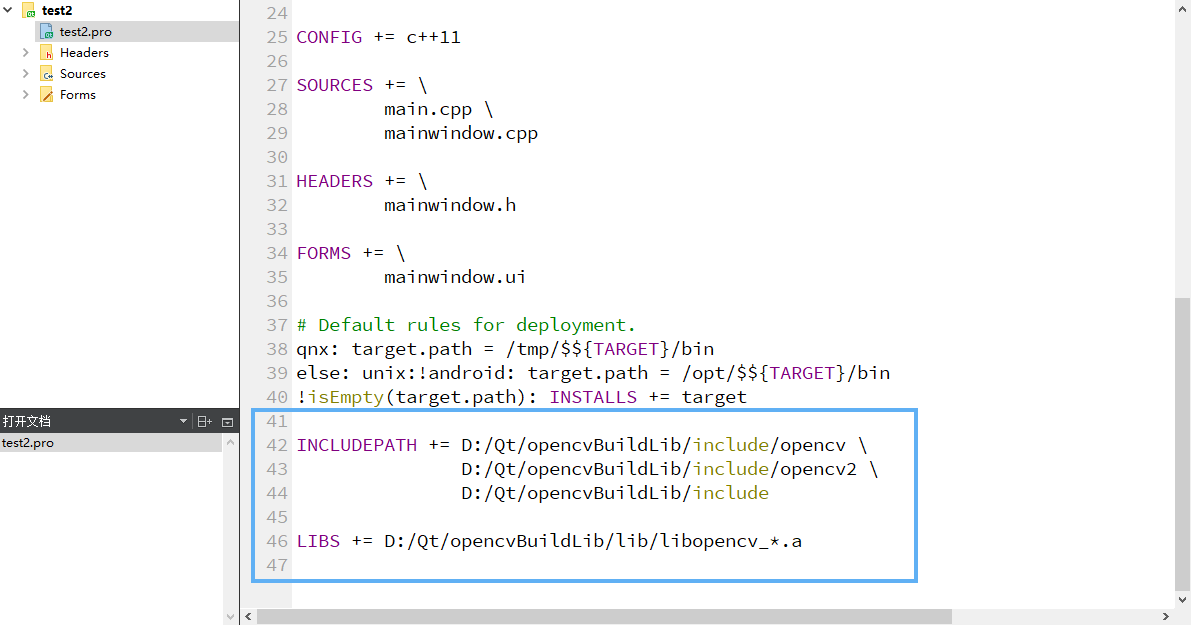 test2
test2.pro
Headers
Sources
Forms
打开文档
test2.pro
24
25 CONFIG += c++11
26
27 SOURCES += \
28         main.cpp \
29         mainwindow.cpp
30
31 HEADERS += \
32         mainwindow.h
33
34 FORMS += \
35         mainwindow.ui
36
37 # Default rules for deployment.
38 qnx: target.path = /tmp/$${TARGET}/bin
39 else: unix:!android: target.path = /opt/$${TARGET}/bin
40 !isEmpty(target.path): INSTALLS += target
41
42 INCLUDEPATH += D:/Qt/opencvBuildLib/include/opencv \
43                D:/Qt/opencvBuildLib/include/opencv2 \
44                D:/Qt/opencvBuildLib/include
45
46 LIBS += D:/Qt/opencvBuildLib/lib/libopencv_*.a
47